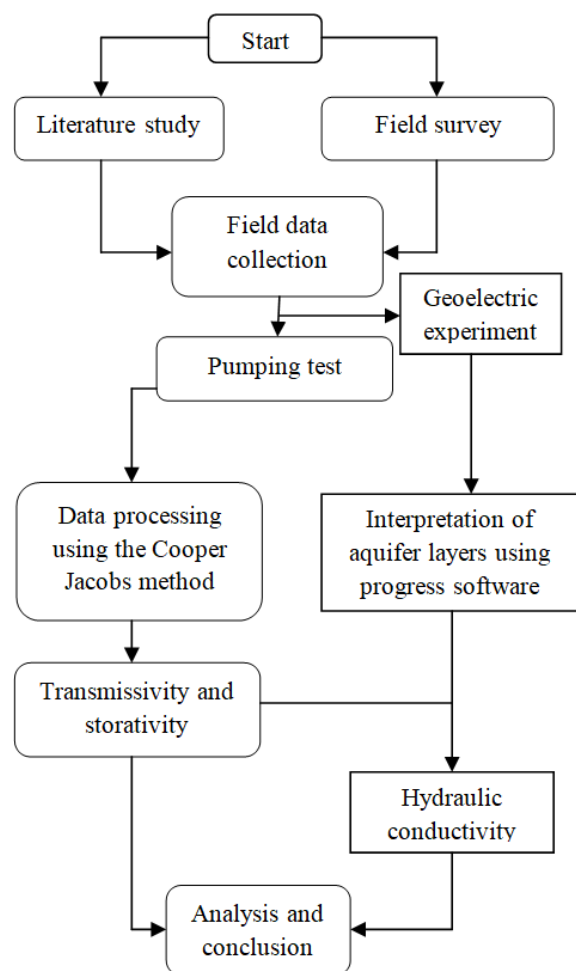 Start
Literature study
Field survey
Field data
collection
Geoelectric
experiment
Pumping test
Data processing
using the Cooper
Jacobs method
Interpretation of
aquifer layers using
progress software
Transmissivity and
storativity
Hydraulic
conductivity
Analysis and
conclusion